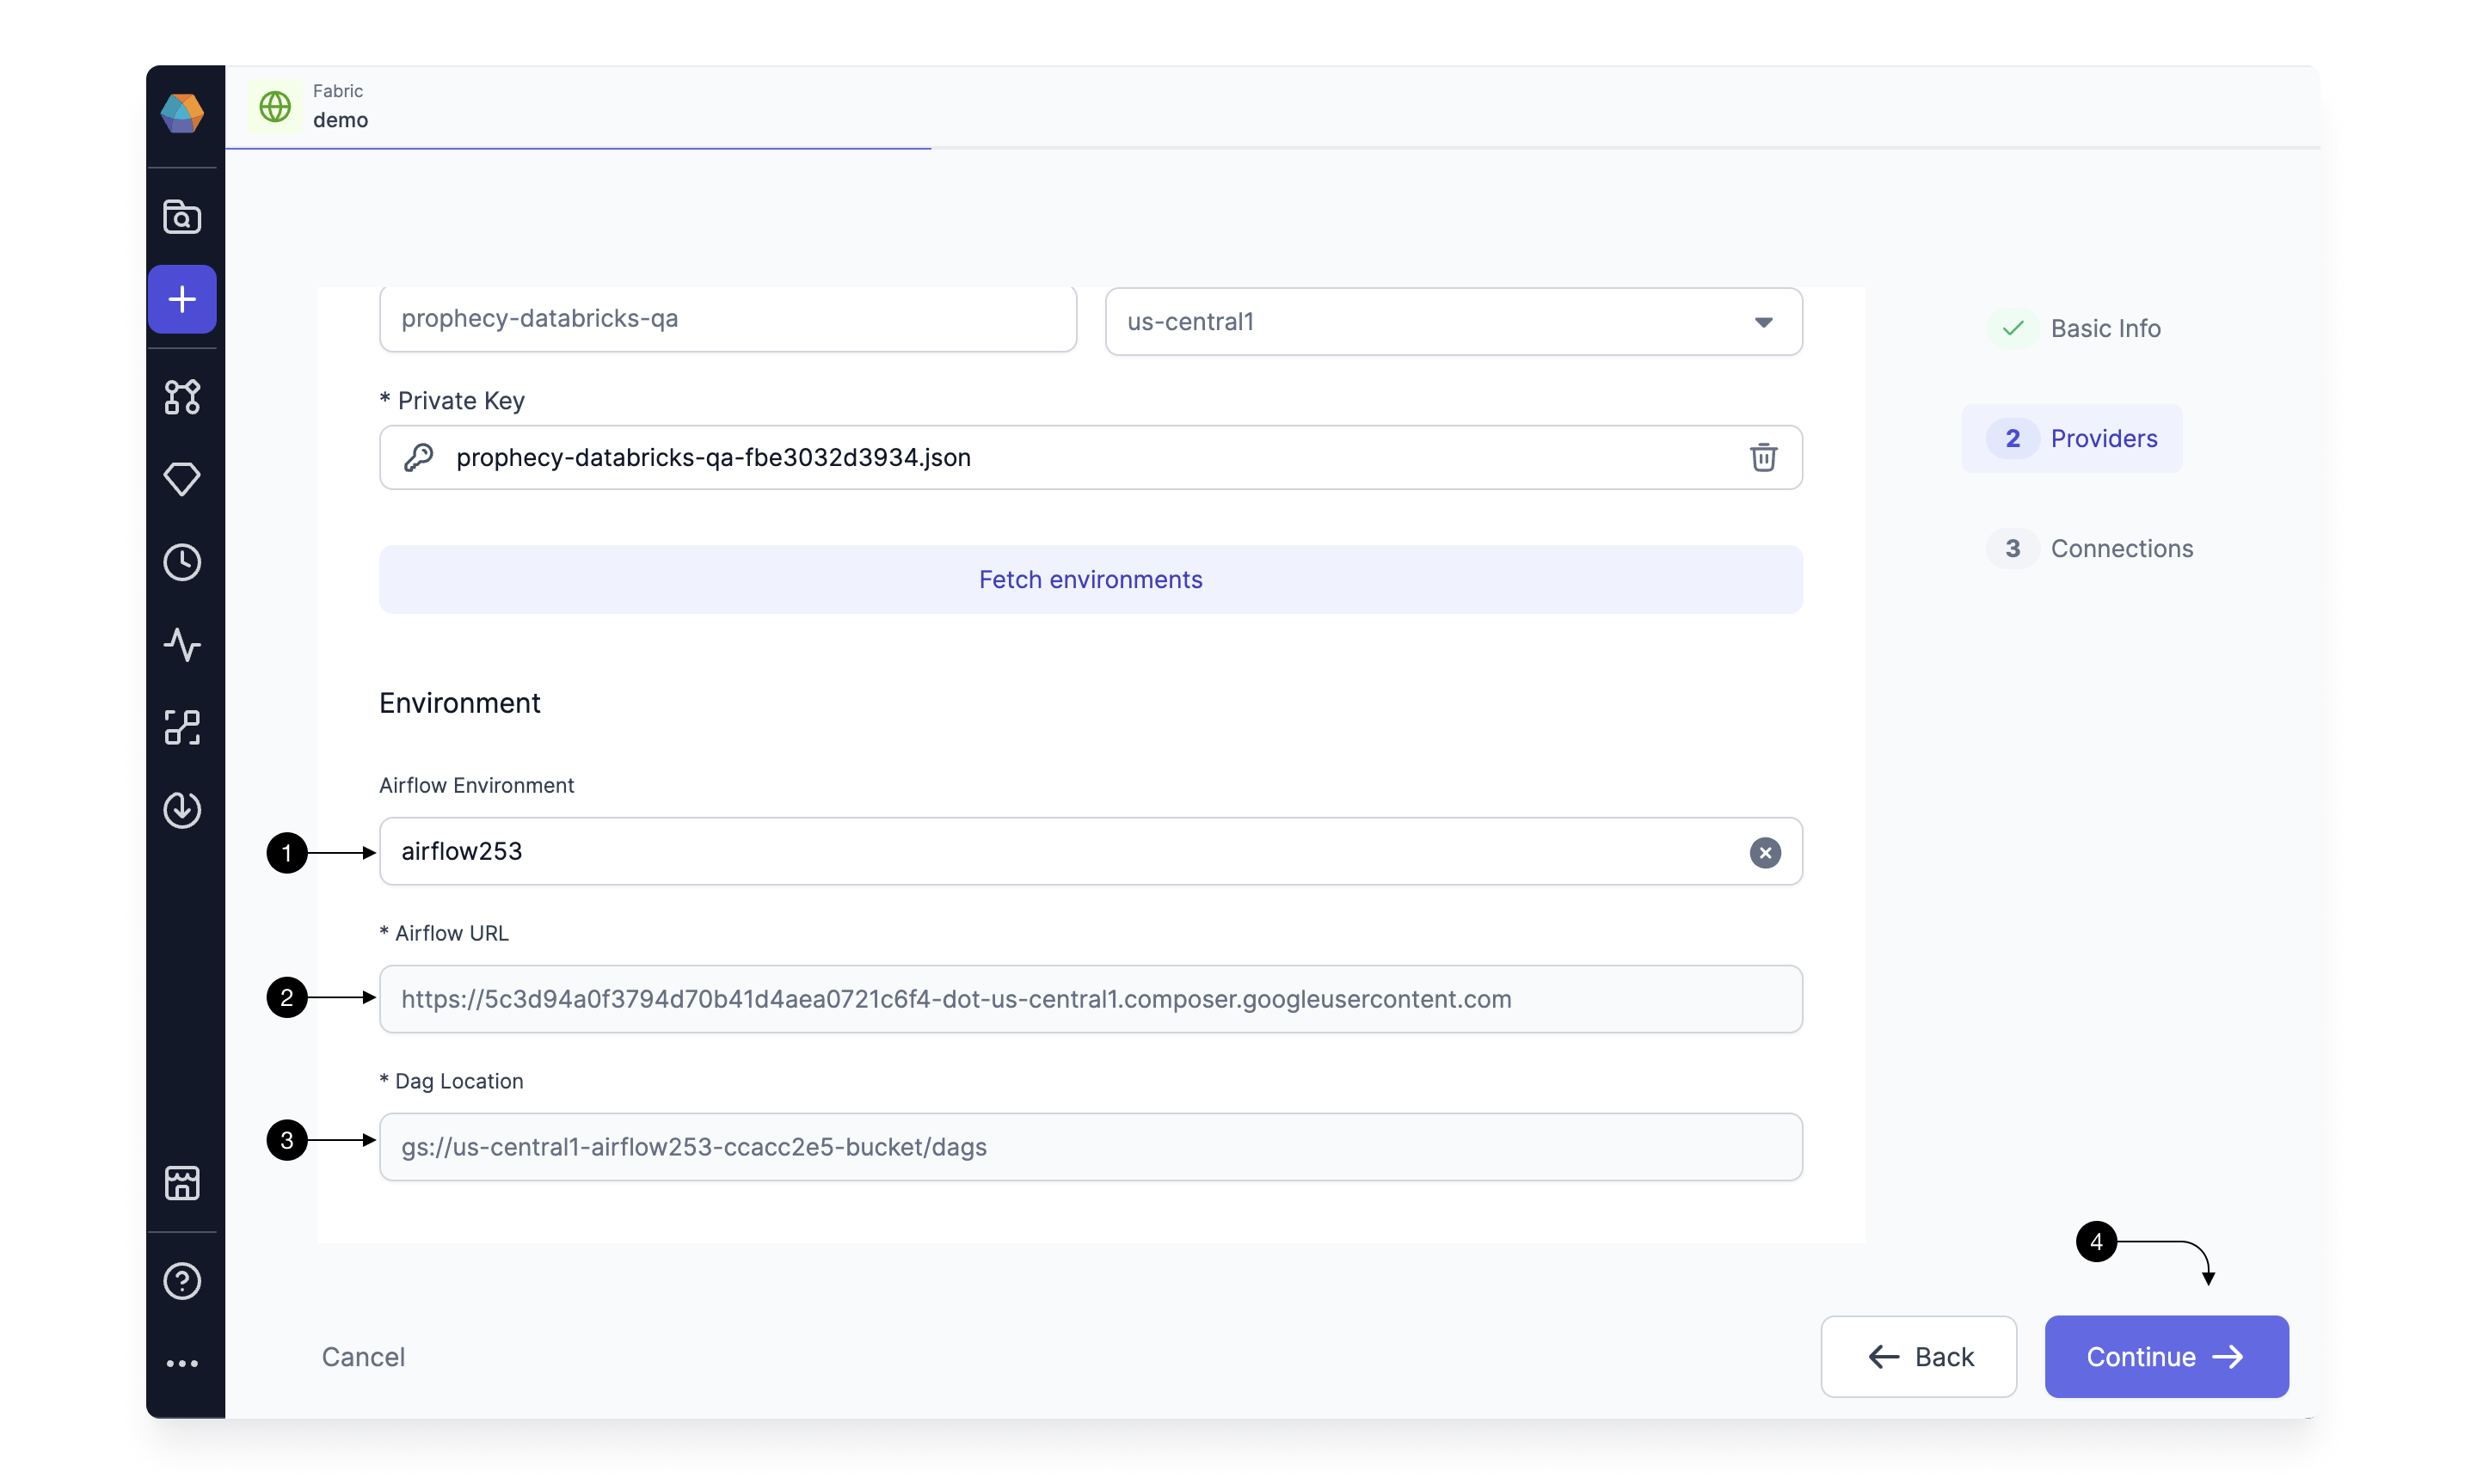 Fabric
demo
prophecy-databricks-qa
us-central1
* Private Key
prophecy-databricks-qa-fbe3032d3934.json
Fetch environments
Environment
Airflow Environment
1
airflow253
* Airflow URL
2
https://5c3d94a0f3794d70b41d4aea0721c6f4-dot-us-central1.composer.googleusercontent.com
* Dag Location
3
gs://us-central1-airflow253-ccacc2e5-bucket/dags
Basic Info
2 Providers
3 Connections
4
Cancel
Back
Continue